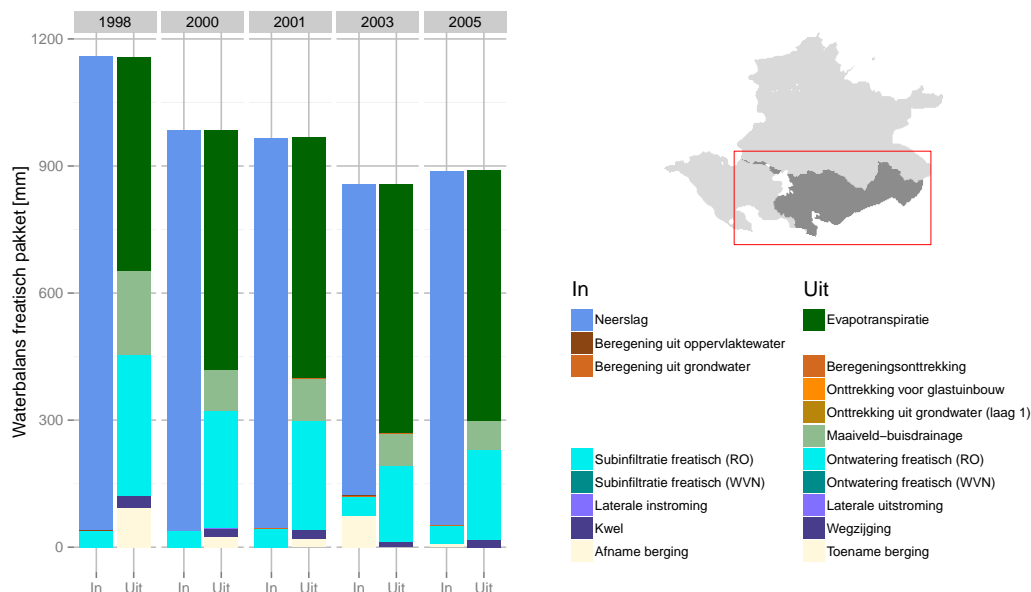 1998 2000 2001 2003 2005
Waterbalans freatisch pakket [mm]
1200
900
600
300
0
In Uit In Uit In Uit In Uit In Uit
In
Neerslag
Beregening uit oppervlaktewater
Beregening uit grondwater
Subinfiltratie freatisch (RO)
Subinfiltratie freatisch (WVN)
Laterale instroming
Kwel
Afname berging
Uit
Evapotranspiratie
Beregeningsonttrekking
Onttrekking voor glastuinbouw
Onttrekking uit grondwater (laag 1)
Maaiveld−buisdrainage
Ontwatering freatisch (RO)
Ontwatering freatisch (WVN)
Laterale uitstroming
Wegzijging
Toename berging